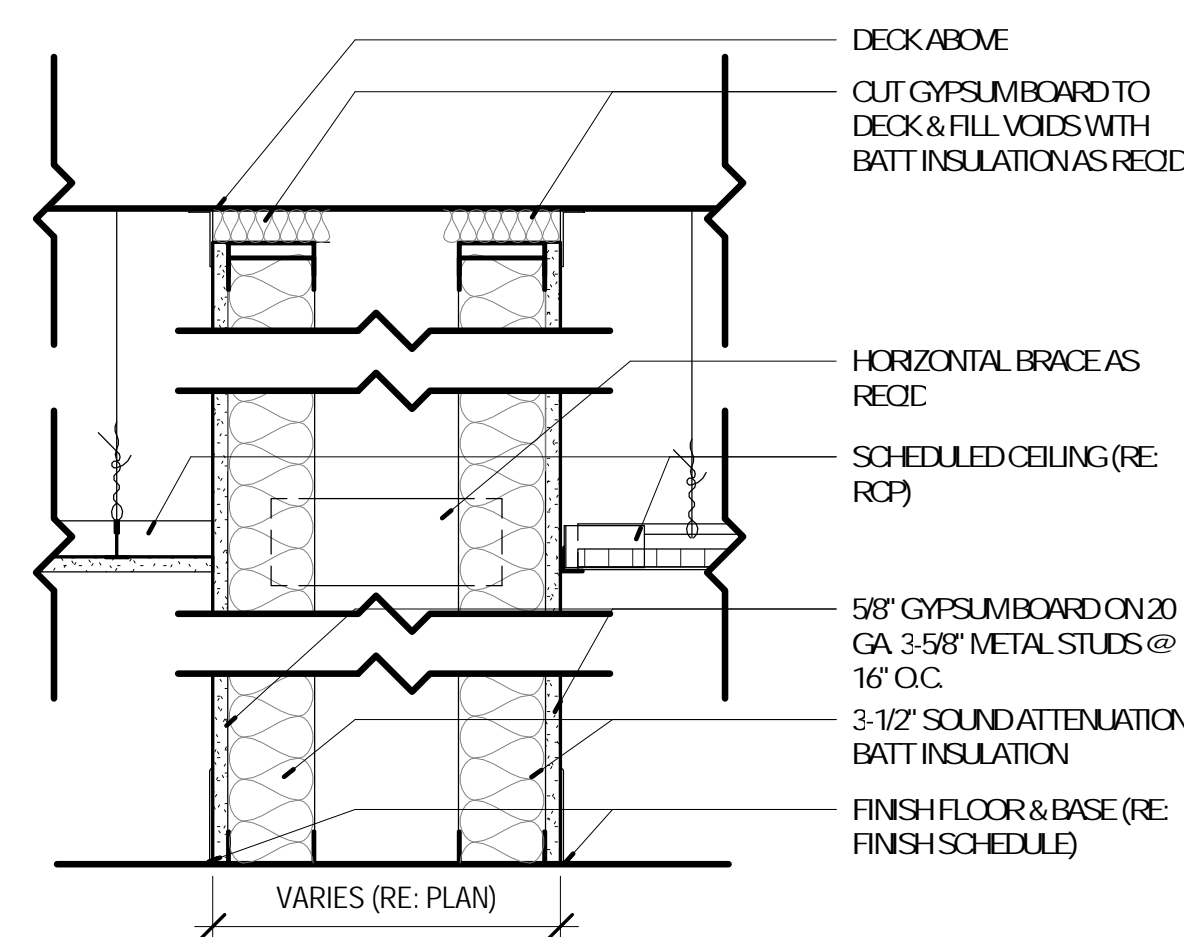 DECK ABOVE
CUT GYPSUM BOARD TO
DECK & FILL VOIDS WITH
BATT INSULATION AS REQ'D
HORIZONTAL BRACE AS
REQ'D
SCHEDULED CEILING (RE:
RCP)
5/8" GYPSUM BOARD ON 20
GA. 3-5/8" METAL STUDS @
16" O.C.
3-1/2" SOUND ATTENUATION
BATT INSULATION
FINISH FLOOR & BASE (RE:
FINISH SCHEDULE)
VARIES (RE: PLAN)